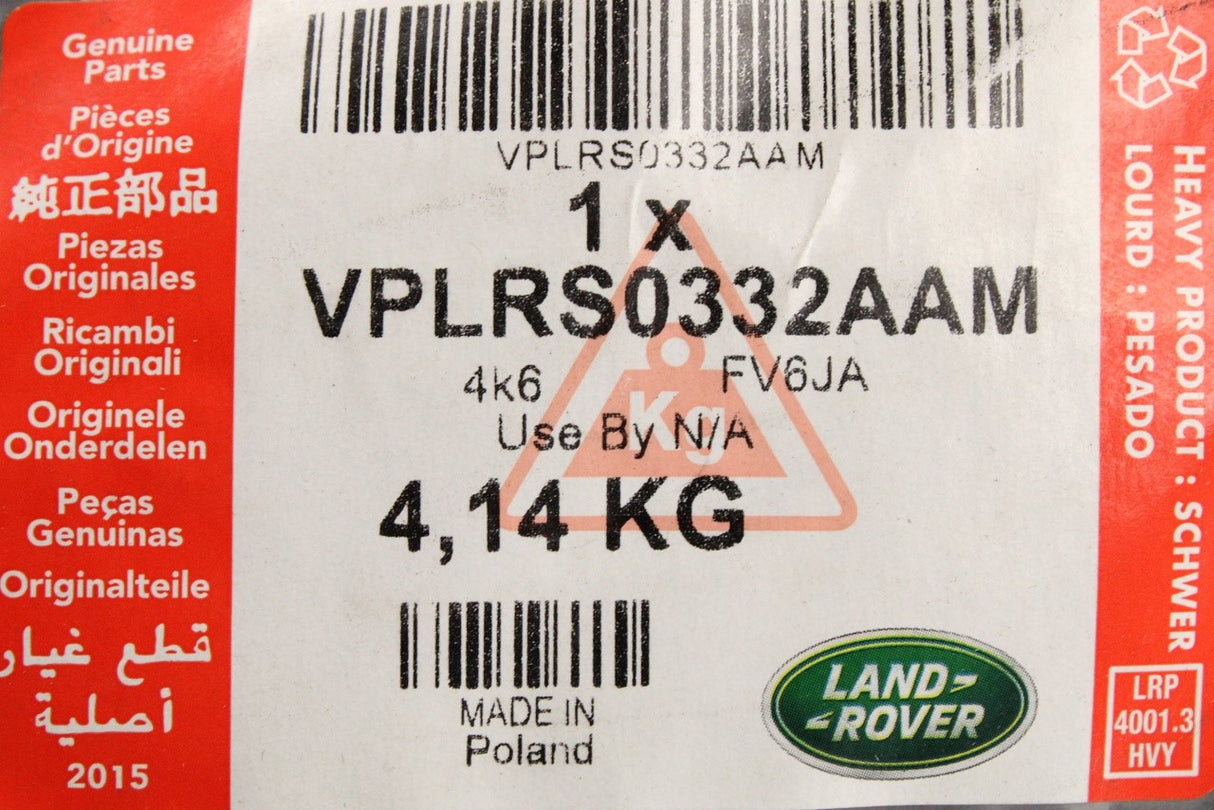 Genuine
Parts
Pièces
d'Origine
純正部品
Piezas
Originales
Ricambi
Originali
Originele
Onderdelen
Peças
Genuinas
Originalteile
قطع غيار
أصلية
2015
VPLRS0332AAM
1 x
VPLRS0332AAM
4k6 FV6JA
Use By N/A
Kg
4,14 KG
MADE IN
Poland
LAND
ROVER
HEAVY PRODUCT : SCHWER
LOURD : PESADO
LRP
4001.3
HVY